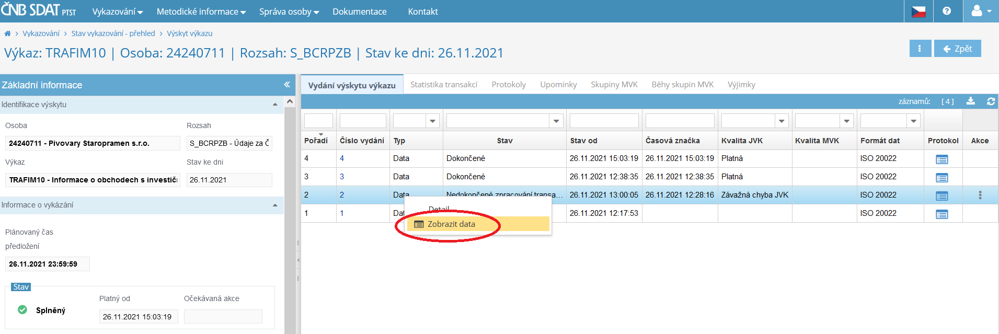 ČNB SDAT PTST Vykazování Metodické informace Správa osoby Dokumentace Kontakt
Vykazování > Stav vykazování - přehled > Výskyt výkazu
Výkaz: TRAFIM10 | Osoba: 24240711 | Rozsah: S_BCRPZB | Stav ke dni: 26.11.2021
Zpět
Základní informace
Identifikace výskytu
Osoba Rozsah
24240711 - Pivovary Staropramen s.r.o. S_BCRPZB - Údaje za Č
Výkaz Stav ke dni
TRAFIM10 - Informace o obchodech s investič 26.11.2021
Informace o vykázání
Plánovaný čas
předložení
26.11.2021 23:59:59
Stav
Platný od Očekávaná akce
Splněný
26.11.2021 15:03:19
Vydání výskytu výkazu Statistika transakcí Protokoly Upomínky Skupiny MVK Běhy skupin MVK Výjimky
záznamů: [ 4 ]
Pořadí Číslo vydání Typ Stav Stav od Časová značka Kvalita JVK Kvalita MVK Formát dat Protokol Akce
4 4 Data Dokončené 26.11.2021 15:03:19 26.11.2021 15:03:19 Platná ISO 20022
3 3 Data Dokončené 26.11.2021 12:38:35 26.11.2021 12:38:35 Platná ISO 20022
2 2 Data Nedokončené zpracování transa... 26.11.2021 13:00:05 26.11.2021 12:28:16 Závažná chyba JVK ISO 20022
1 1 Dat 26.11.2021 12:17:53 ISO 20022
Detail
Zobrazit data